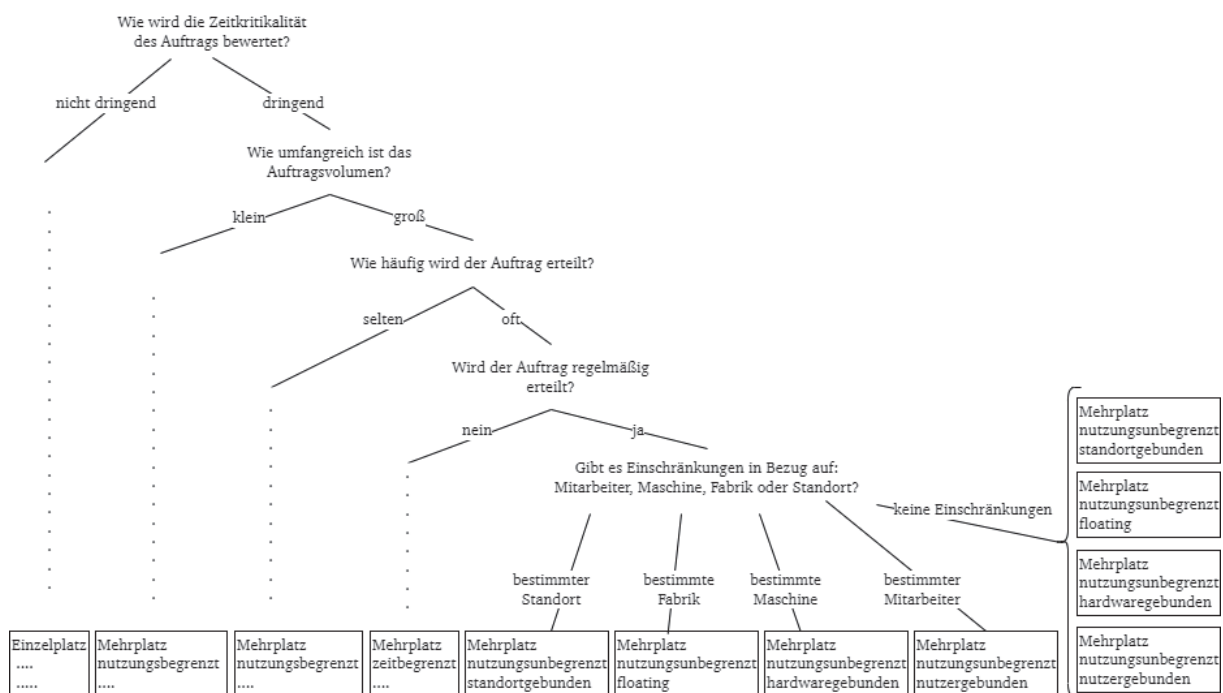 Wie wird die Zeitkritikalität
des Auftrags bewertet?
nicht dringend
dringend
Wie umfangreich ist das
Auftragsvolumen?
klein
groß
Wie häufig wird der Auftrag erteilt?
selten
oft
Wird der Auftrag regelmäßig
erteilt?
nein
ja
Gibt es Einschränkungen in Bezug auf:
Mitarbeiter, Maschine, Fabrik oder Standort?
keine Einschränkungen
bestimmter
Standort
bestimmte
Fabrik
bestimmte
Maschine
bestimmter
Mitarbeiter
Einzelplatz
....
.....
Mehrplatz
nutzungsbegrenzt
....
Mehrplatz
nutzungsbegrenzt
....
Mehrplatz
zeitbegrenzt
....
Mehrplatz
nutzungsunbegrenzt
standortgebunden
Mehrplatz
nutzungsunbegrenzt
floating
Mehrplatz
nutzungsunbegrenzt
hardwaregebunden
Mehrplatz
nutzungsunbegrenzt
nutzergebunden
Mehrplatz
nutzungsunbegrenzt
standortgebunden
Mehrplatz
nutzungsunbegrenzt
floating
Mehrplatz
nutzungsunbegrenzt
hardwaregebunden
Mehrplatz
nutzungsunbegrenzt
nutzergebunden